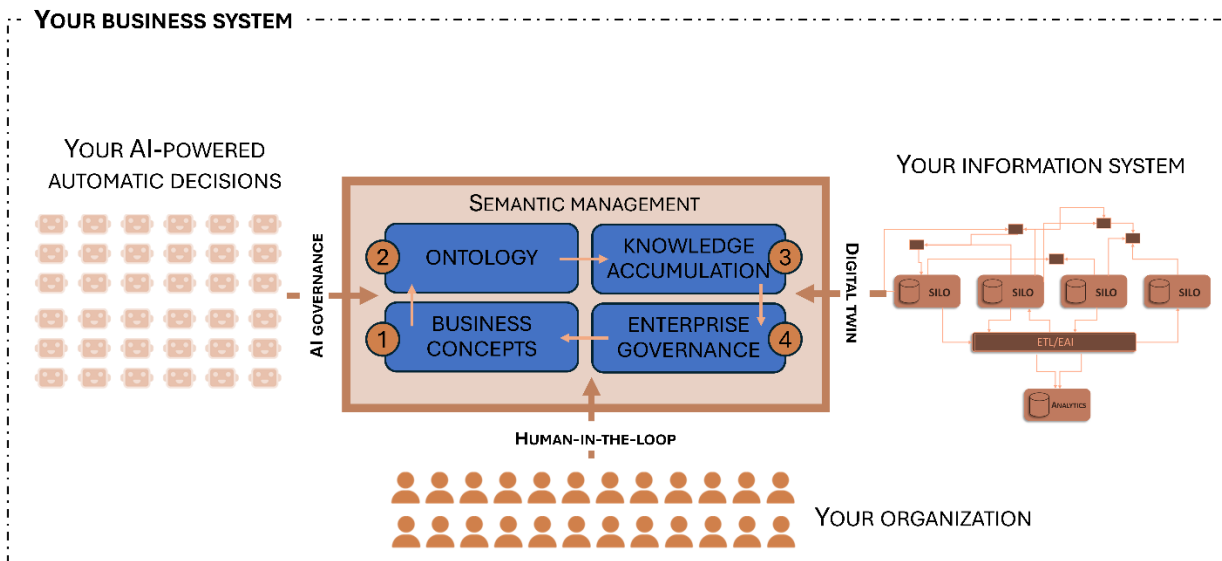 YOUR BUSINESS SYSTEM
YOUR AI-POWERED
AUTOMATIC DECISIONS
AI GOVERNANCE
SEMANTIC MANAGEMENT
2
ONTOLOGY
KNOWLEDGE
ACCUMULATION
3
1
BUSINESS
CONCEPTS
ENTERPRISE
GOVERNANCE
4
DIGITAL TWIN
YOUR INFORMATION SYSTEM
SILO
SILO
SILO
SILO
ETL/EAI
ANALYTICS
HUMAN-IN-THE-LOOP
YOUR ORGANIZATION